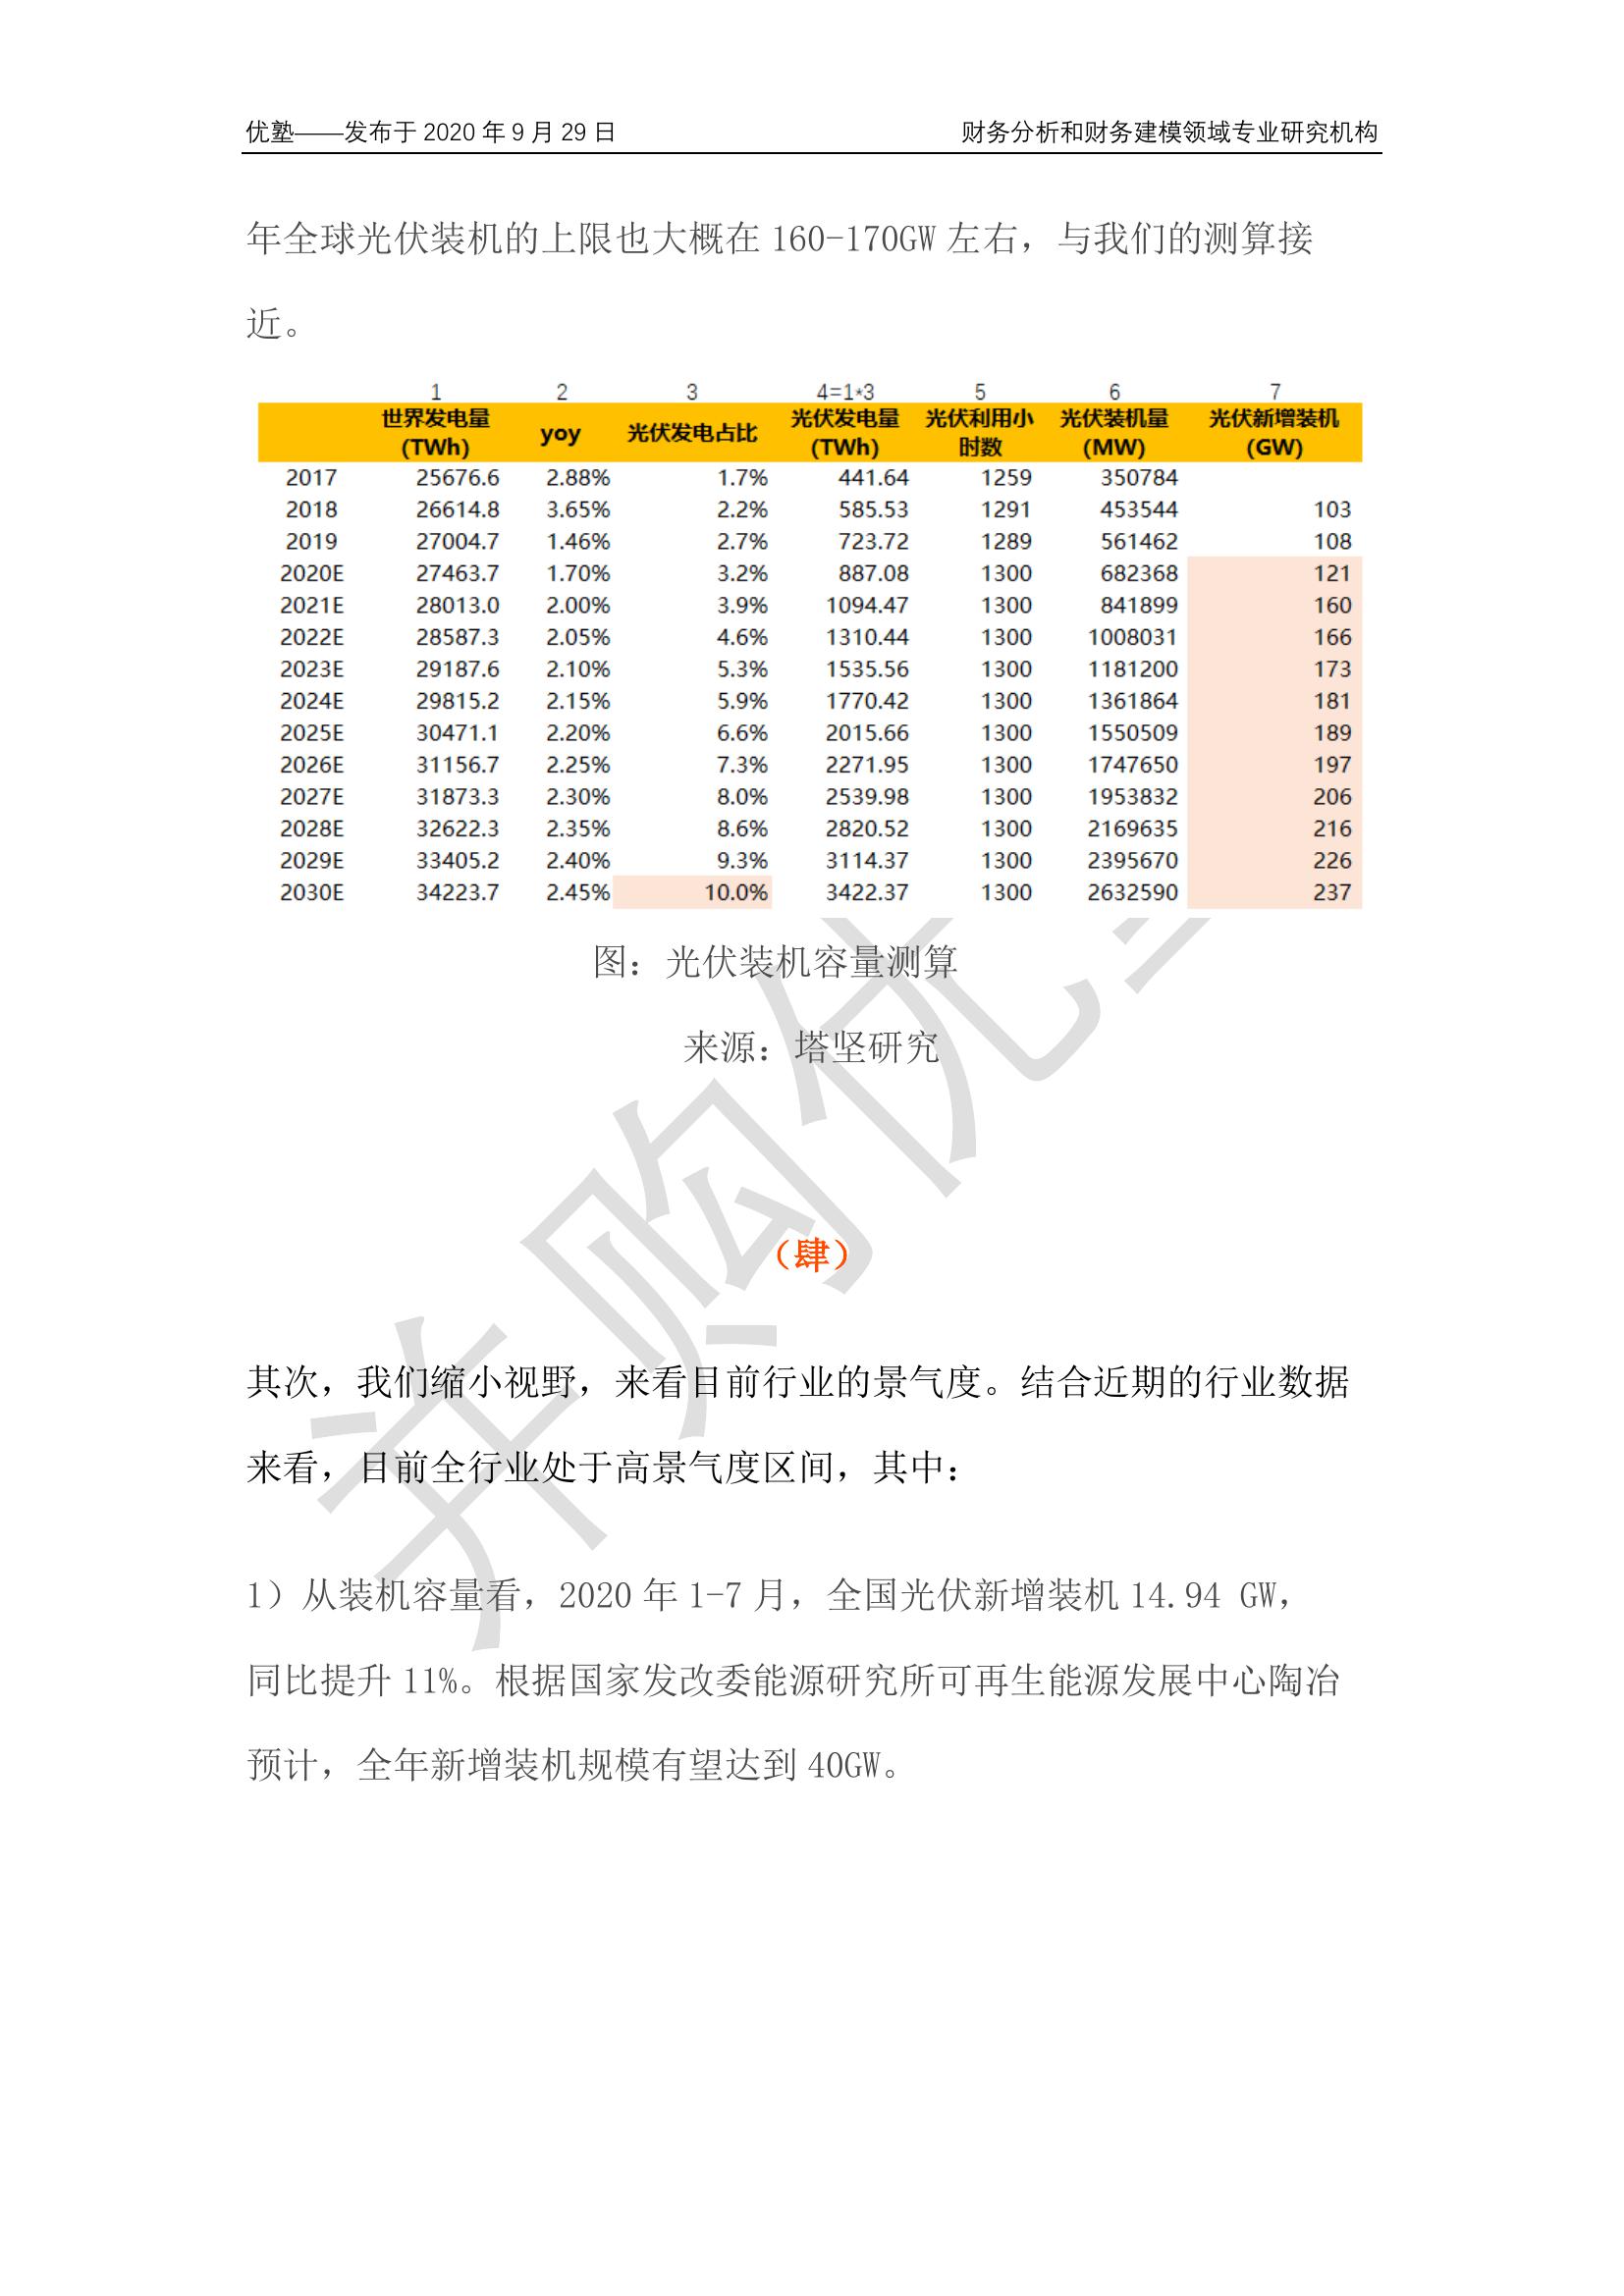 优塾——发布于 2020 年 9 月 29 日 财务分析和财务建模领域专业研究机构
年全球光伏装机的上限也大概在 160-170GW 左右，与我们的测算接
近。
1 2 3 4=1*3 5 6 7
世界发电量 (TWh) yoy 光伏发电占比 光伏发电量 (TWh) 光伏利用小时数 光伏装机量 (MW) 光伏新增装机 (GW)
2017 25676.6 2.88% 1.7% 441.64 1259 350784
2018 26614.8 3.65% 2.2% 585.53 1291 453544 103
2019 27004.7 1.46% 2.7% 723.72 1289 561462 108
2020E 27463.7 1.70% 3.2% 887.08 1300 682368 121
2021E 28013.0 2.00% 3.9% 1094.47 1300 841899 160
2022E 28587.3 2.05% 4.6% 1310.44 1300 1008031 166
2023E 29187.6 2.10% 5.3% 1535.56 1300 1181200 173
2024E 29815.2 2.15% 5.9% 1770.42 1300 1361864 181
2025E 30471.1 2.20% 6.6% 2015.66 1300 1550509 189
2026E 31156.7 2.25% 7.3% 2271.95 1300 1747650 197
2027E 31873.3 2.30% 8.0% 2539.98 1300 1953832 206
2028E 32622.3 2.35% 8.6% 2820.52 1300 2169635 216
2029E 33405.2 2.40% 9.3% 3114.37 1300 2395670 226
2030E 34223.7 2.45% 10.0% 3422.37 1300 2632590 237
图：光伏装机容量测算
来源：塔坚研究
（肆）
其次，我们缩小视野，来看目前行业的景气度。结合近期的行业数据
来看，目前全行业处于高景气度区间，其中：
1）从装机容量看，2020 年 1-7 月，全国光伏新增装机 14.94 GW，
同比提升 11%。根据国家发改委能源研究所可再生能源发展中心陶冶
预计，全年新增装机规模有望达到 40GW。
并购优